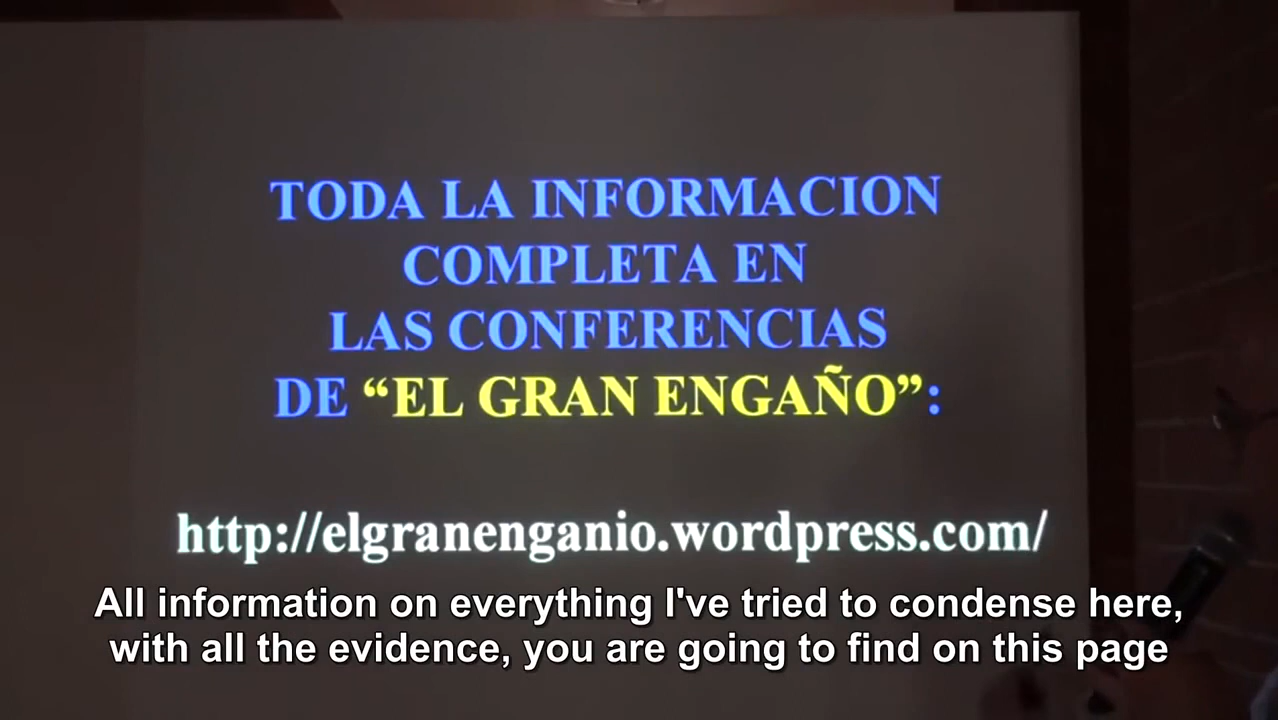 TODA LA INFORMACION
COMPLETA EN
LAS CONFERENCIAS
DE “EL GRAN ENGAÑO”:
http://elgranenganio.wordpress.com/
All information on everything I've tried to condense here,
with all the evidence, you are going to find on this page